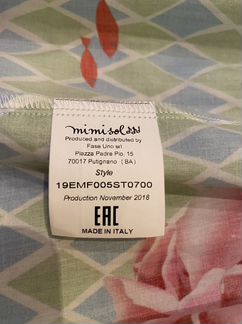 mimisol
Produced and distributed by
Fase Uno srl
Piazza Padre Pio, 15
70017 Putignano (BA)
Style
19EMF005ST0700
Production November 2018
EAC
MADE IN ITALY